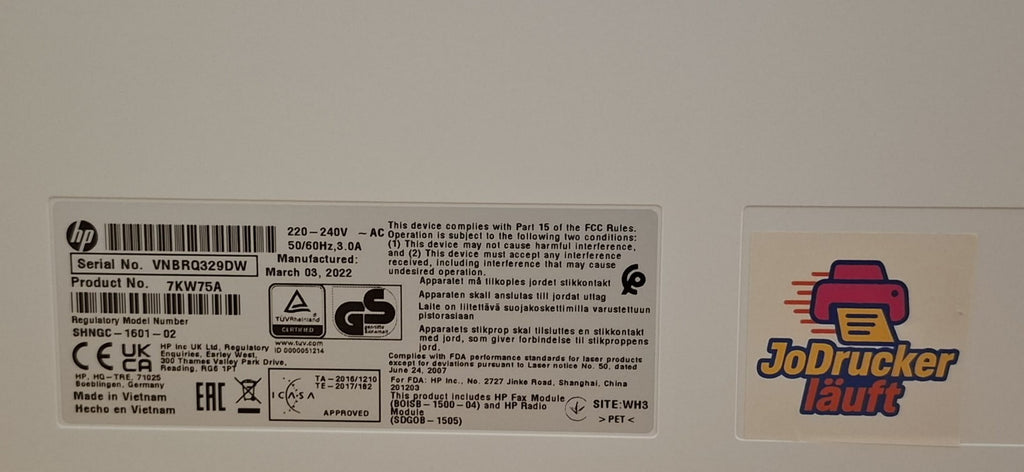 hp
220-240V ~ AC
50/60Hz,3.0A
Serial No. VNBRQ329DW
Manufactured:
March 03, 2022
Product No. 7KW75A
Regulatory Model Number
SHNGC-1601-02
TÜVRheinland
CERTIFIED
www.tuv.com
ID 0000051214
GS
geprüfte
Sicherheit
CE
UK
CA
HP Inc UK Ltd, Regulatory
Enquiries, Earley West,
300 Thames Valley Park Drive,
Reading, RG6 1PT
HP, HQ-TRE, 71025
Boeblingen, Germany
Made in Vietnam
Hecho en Vietnam
EAC
ICASA
TA-2016/1210
TE-2017/162
APPROVED
This device complies with Part 15 of the FCC Rules.
Operation is subject to the following two conditions:
(1) This device may not cause harmful interference,
and (2) This device must accept any interference
received, including interference that may cause
undesired operation.
Apparatet må tilkoples jordet stikkontakt
Apparaten skall anslutas till jordat uttag
Laite on liitettävä suojakoskettimilla varustettuun
pistorasiaan
Apparatets stikprop skal tilsluttes en stikkontakt
med jord, som giver forbindelse til stikproppens
jord.
Complies with FDA performance standards for laser products
except for deviations pursuant to Laser notice No. 50, dated
June 24, 2007
For FDA: HP Inc., No. 2727 Jinke Road, Shanghai, China
201203
This product includes HP Fax Module
(BOISB-1500-04) and HP Radio
Module
(SDGOB-1505)
SITE:WH3
>PET<
JoDrucker
läuft